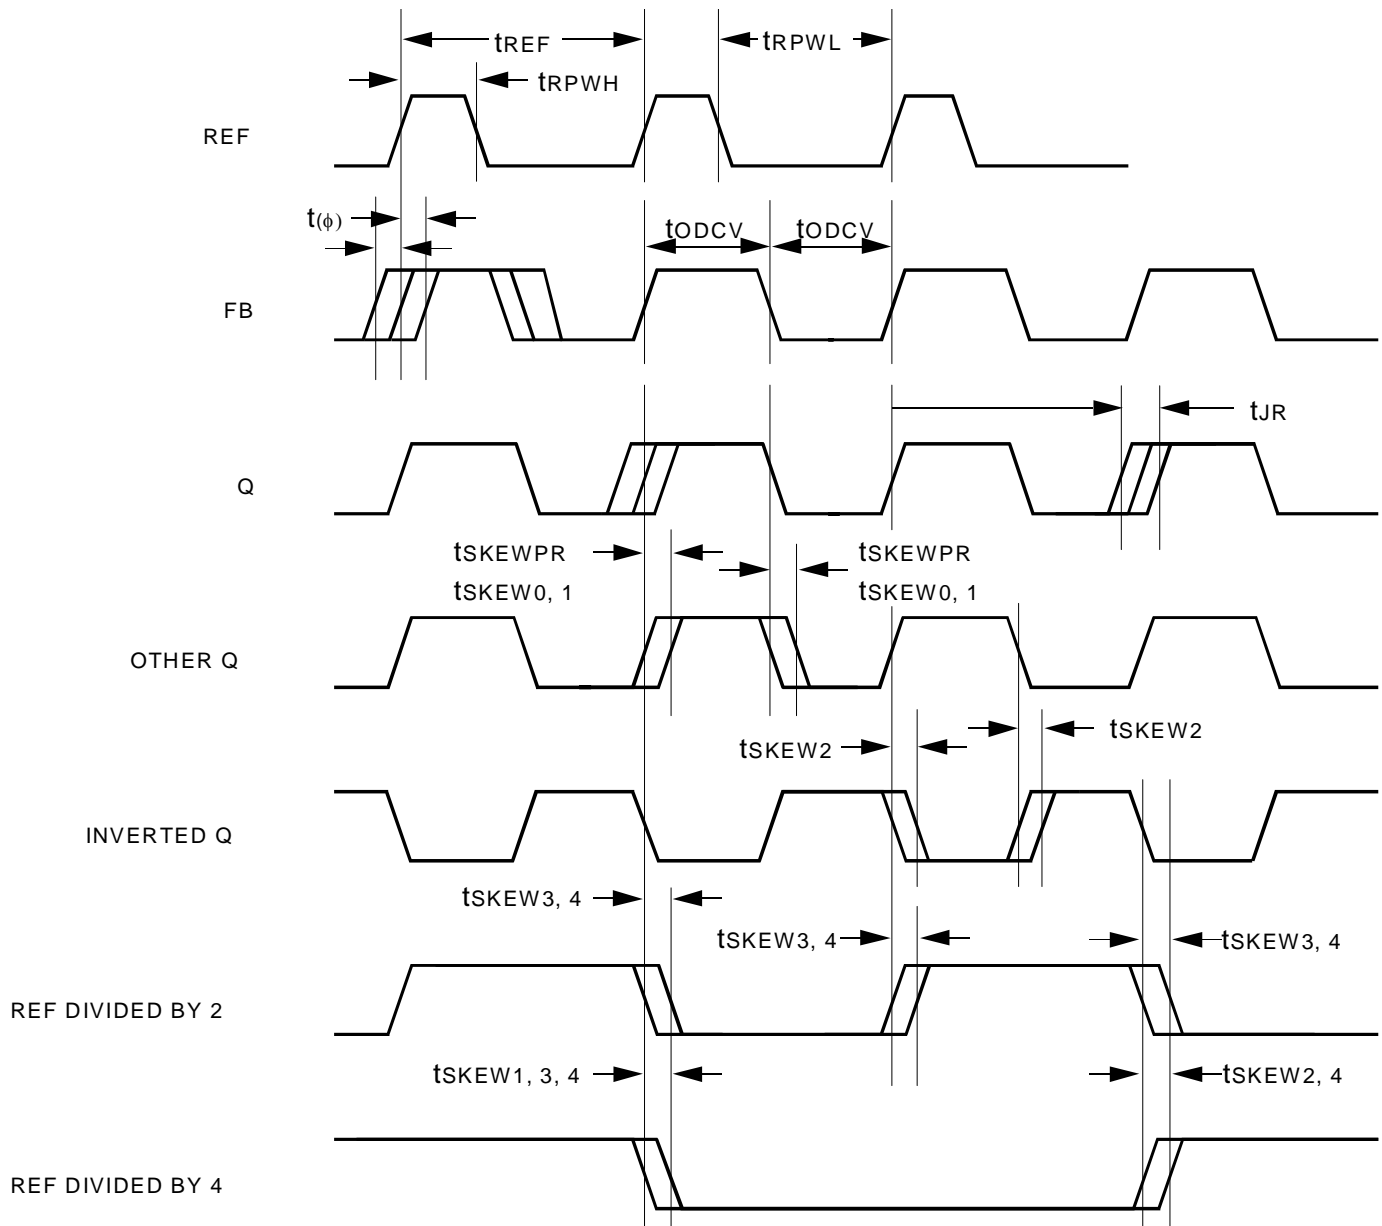 tREF
tRPWL
tRPWH
REF
t(ϕ)
tODCV
tODCV
FB
tJR
Q
tSKEWPR
tSKEW0, 1
tSKEWPR
tSKEW0, 1
OTHER Q
tSKEW2
tSKEW2
INVERTED Q
tSKEW3, 4
tSKEW3, 4
tSKEW3, 4
REF DIVIDED BY 2
tSKEW1, 3, 4
tSKEW2, 4
REF DIVIDED BY 4